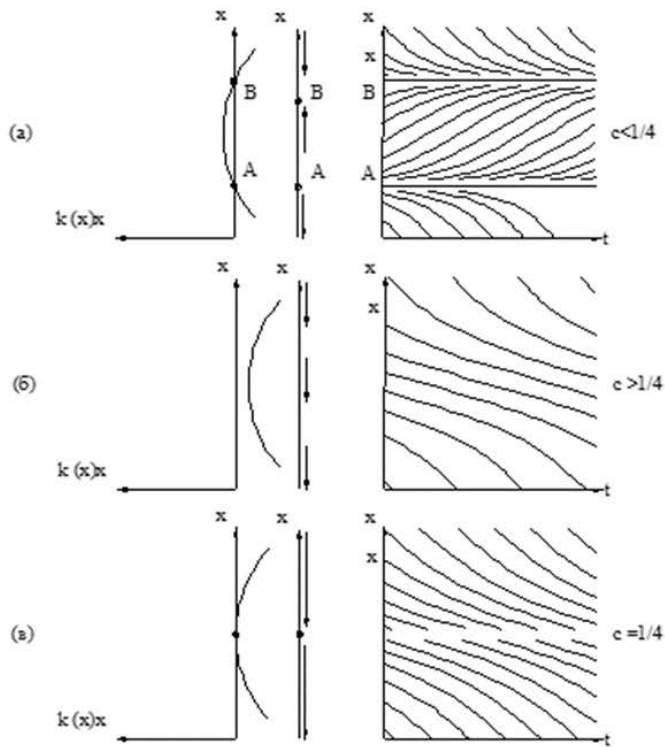 x
x
x
x
B
B
B
(а)
c<1/4
A
A
A
k (x)x
t
x
x
x
x
(б)
c >1/4
k (x)x
t
x
x
x
x
(в)
c =1/4
k (x)x
t